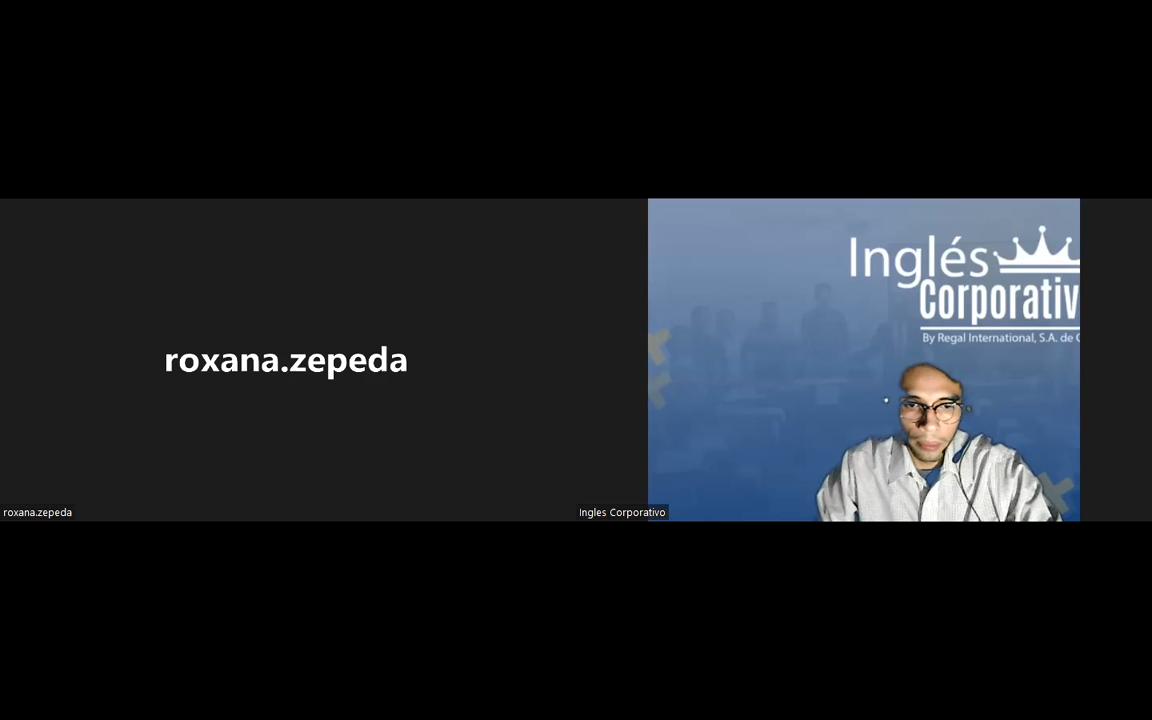 roxana.zepeda
roxana.zepeda
Inglés
Corporativ
By Regal International, S.A. de C
Ingles Corporativo